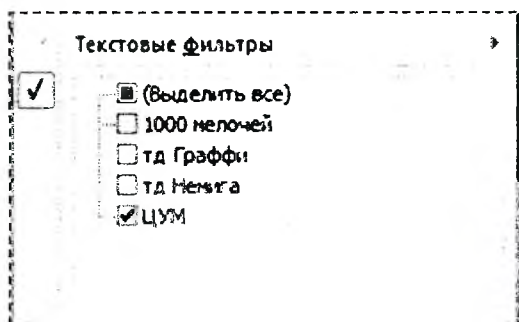 Текстовые фильтры
(Выделить все)
1000 мелочей
тд Граффи
тд Немига
ЦУМ